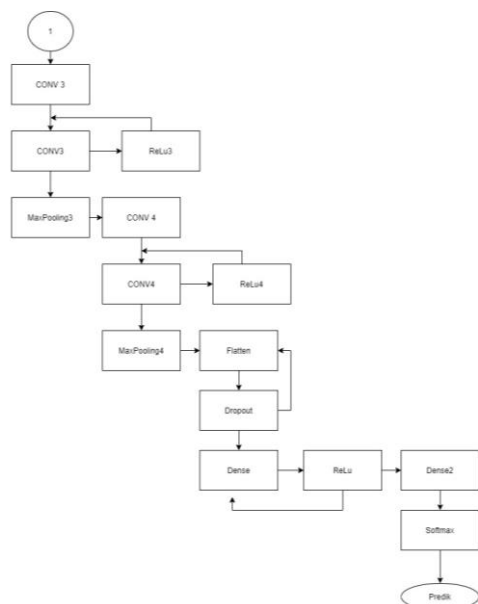 1
CONV 3
CONV3
ReLu3
MaxPooling3
CONV 4
CONV4
ReLu4
MaxPooling4
Flatten
Dropout
Dense
ReLu
Dense2
Softmax
Predik